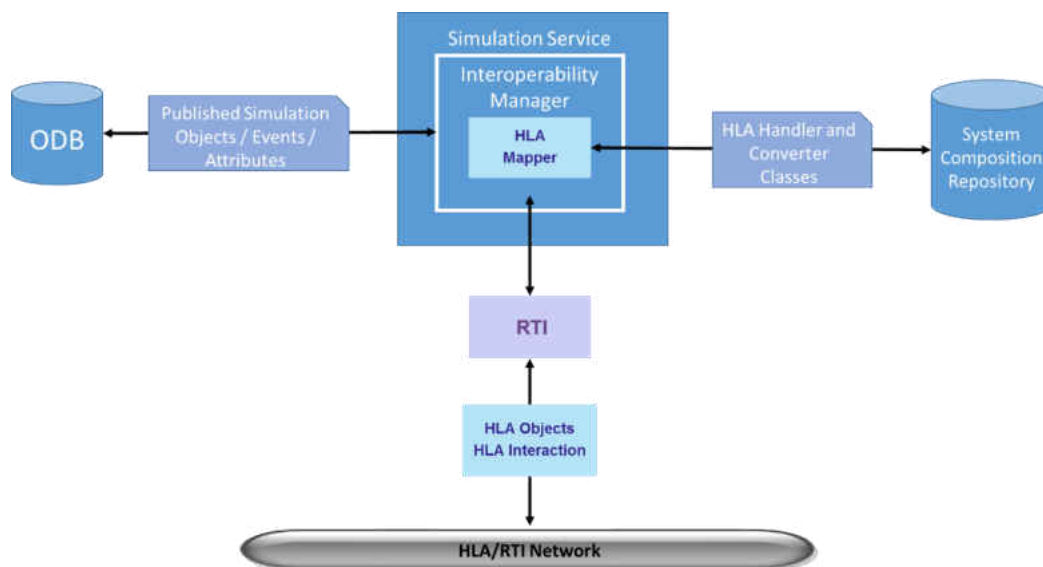 Simulation Service
Interoperability
Manager
HLA
Mapper
ODB
Published Simulation
Objects / Events /
Attributes
HLA Handler and
Converter
Classes
System
Composition
Repository
RTI
HLA Objects
HLA Interaction
HLA/RTI Network